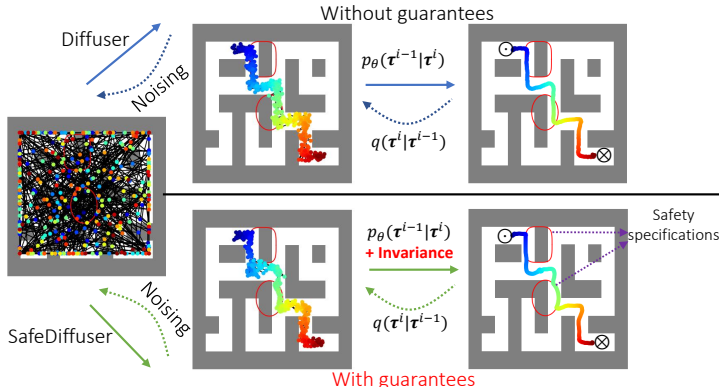 Without guarantees
Diffuser
Noising
pθ(τ^{i-1}|τ^i)
q(τ^i|τ^{i-1})
pθ(τ^{i-1}|τ^i)
+ Invariance
q(τ^i|τ^{i-1})
Safety
specifications
Noising
SafeDiffuser
With guarantees